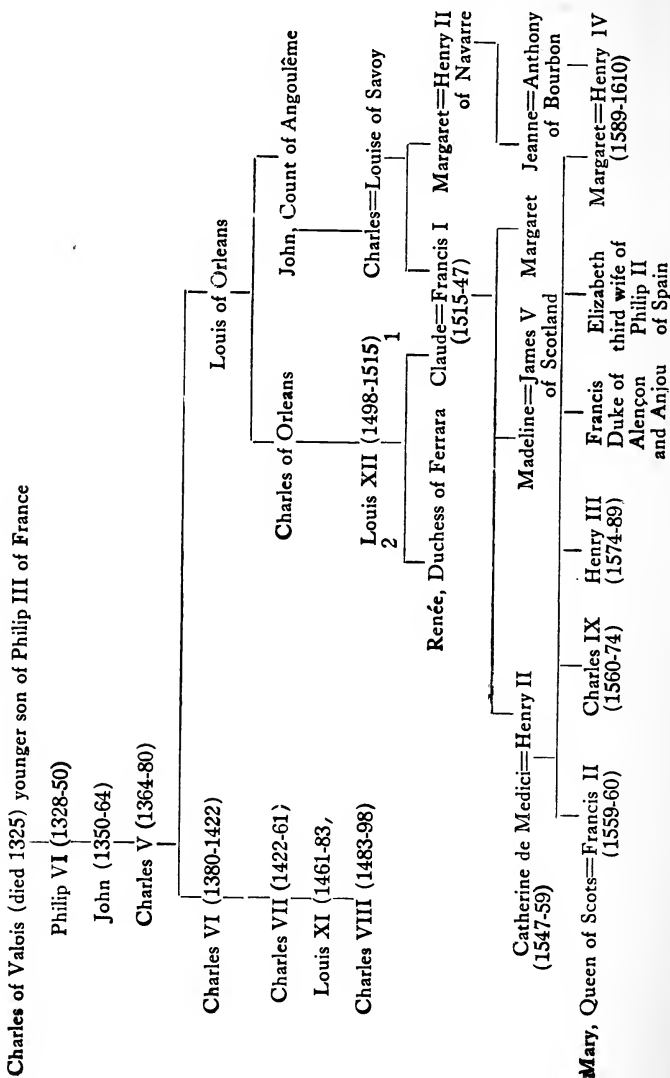 Charles of Valois (died 1325) younger son of Philip III of France
Philip VI (1328-50)
John (1350-64)
Charles V (1364-80)
Charles VI (1380-1422)
Louis of Orleans
Charles VII (1422-61;
Louis XI (1461-83,
Charles VIII (1483-98)
Charles of Orleans
John, Count of Angoulême
Louis XII (1498-1515)
2
1
Charles=Louise of Savoy
Renée, Duchess of Ferrara
Claude=Francis I
(1515-47)
Margaret=Henry II
of Navarre
Catherine de Medici=Henry II
(1547-59)
Madeline=James V
of Scotland
Margaret
Jeanne=Anthony
of Bourbon
Mary, Queen of Scots=Francis II
(1559-60)
Charles IX
(1560-74)
Henry III
(1574-89)
Francis
Duke of
Alençon
and Anjou
Elizabeth
third wife of
Philip II
of Spain
Margaret=Henry IV
(1589-1610)